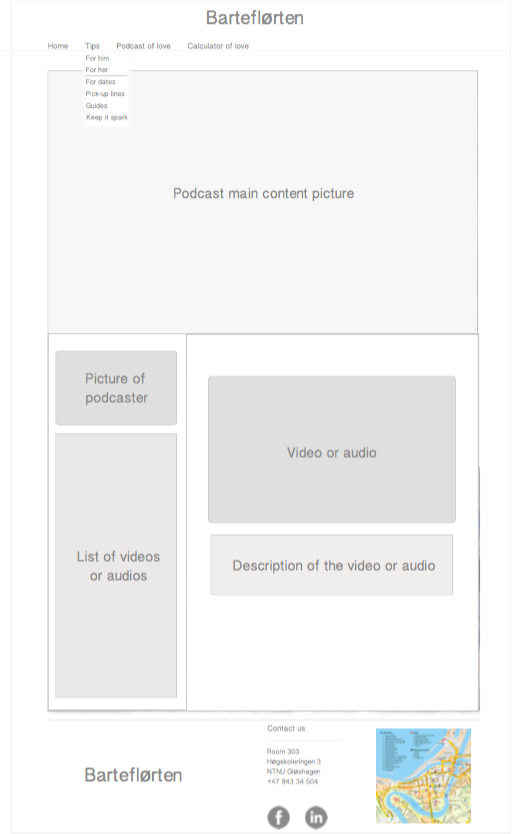 Barteflørten
Home Tips Podcast of love Calculator of love
For him
For her
For dates
Pick-up lines
Guides
Keep it spark
Podcast main content picture
Picture of
podcaster
List of videos
or audios
Video or audio
Description of the video or audio
Barteflørten
Contact us
Room 303
Høgskoleringen 3
NTNU Gløshagen
+47 943 34 504
f
in